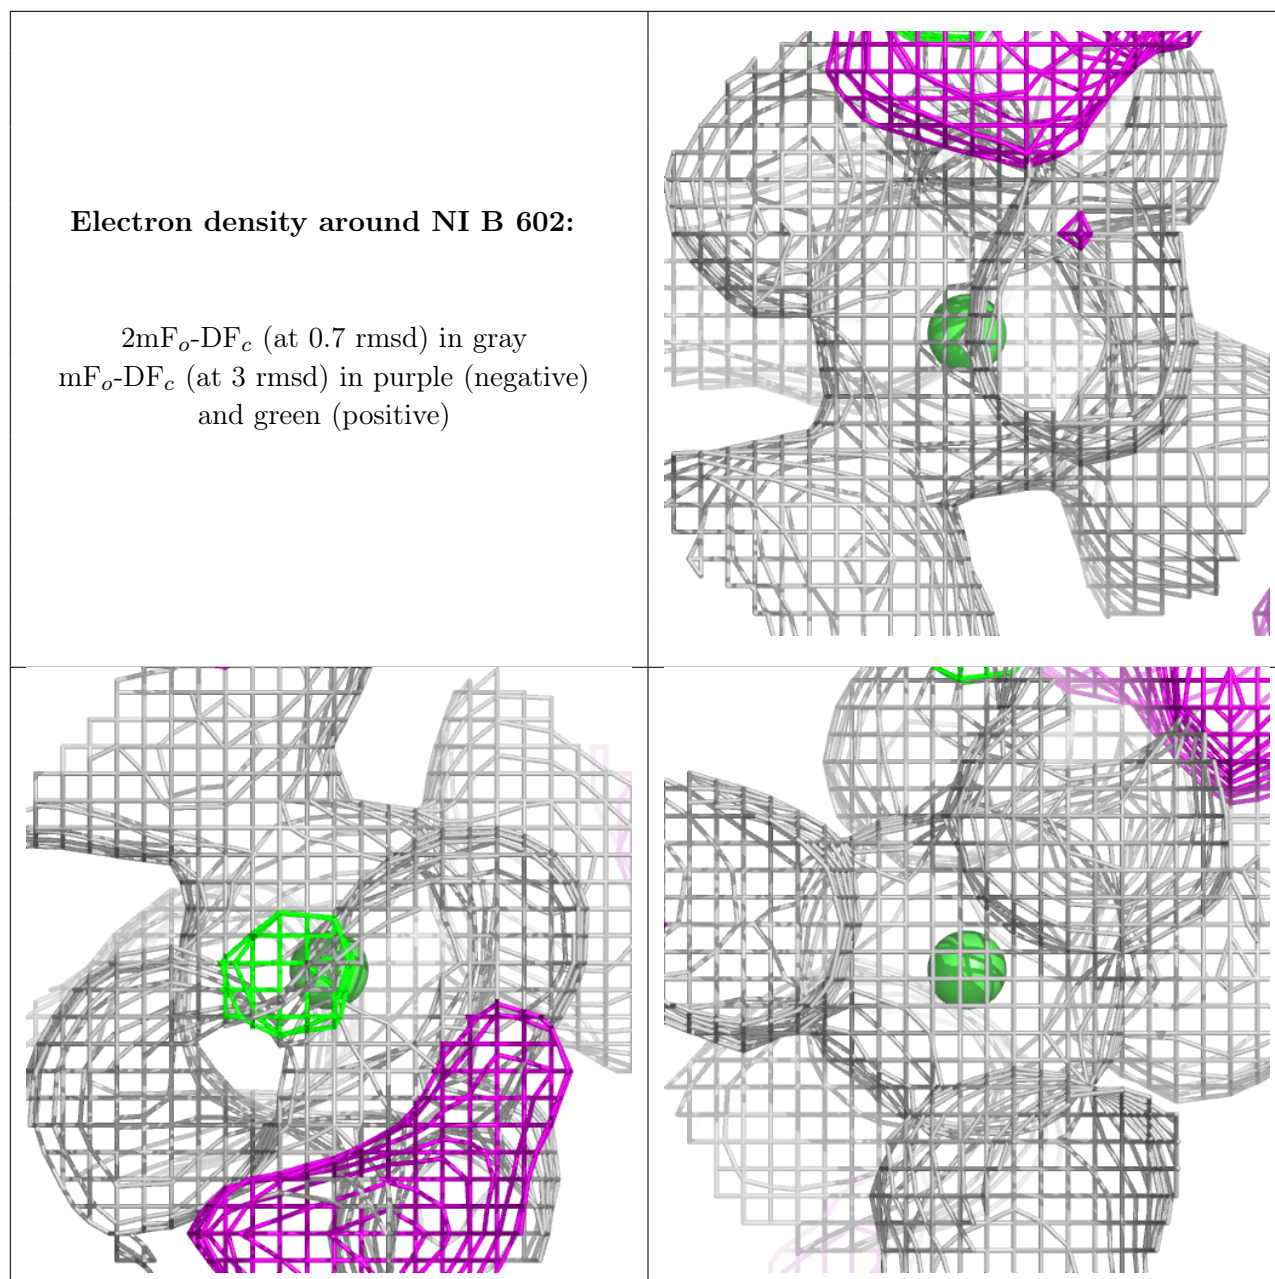 Electron density around NI B 602:
2mFo-DFc (at 0.7 rmsd) in gray
mFo-DFc (at 3 rmsd) in purple (negative)
and green (positive)